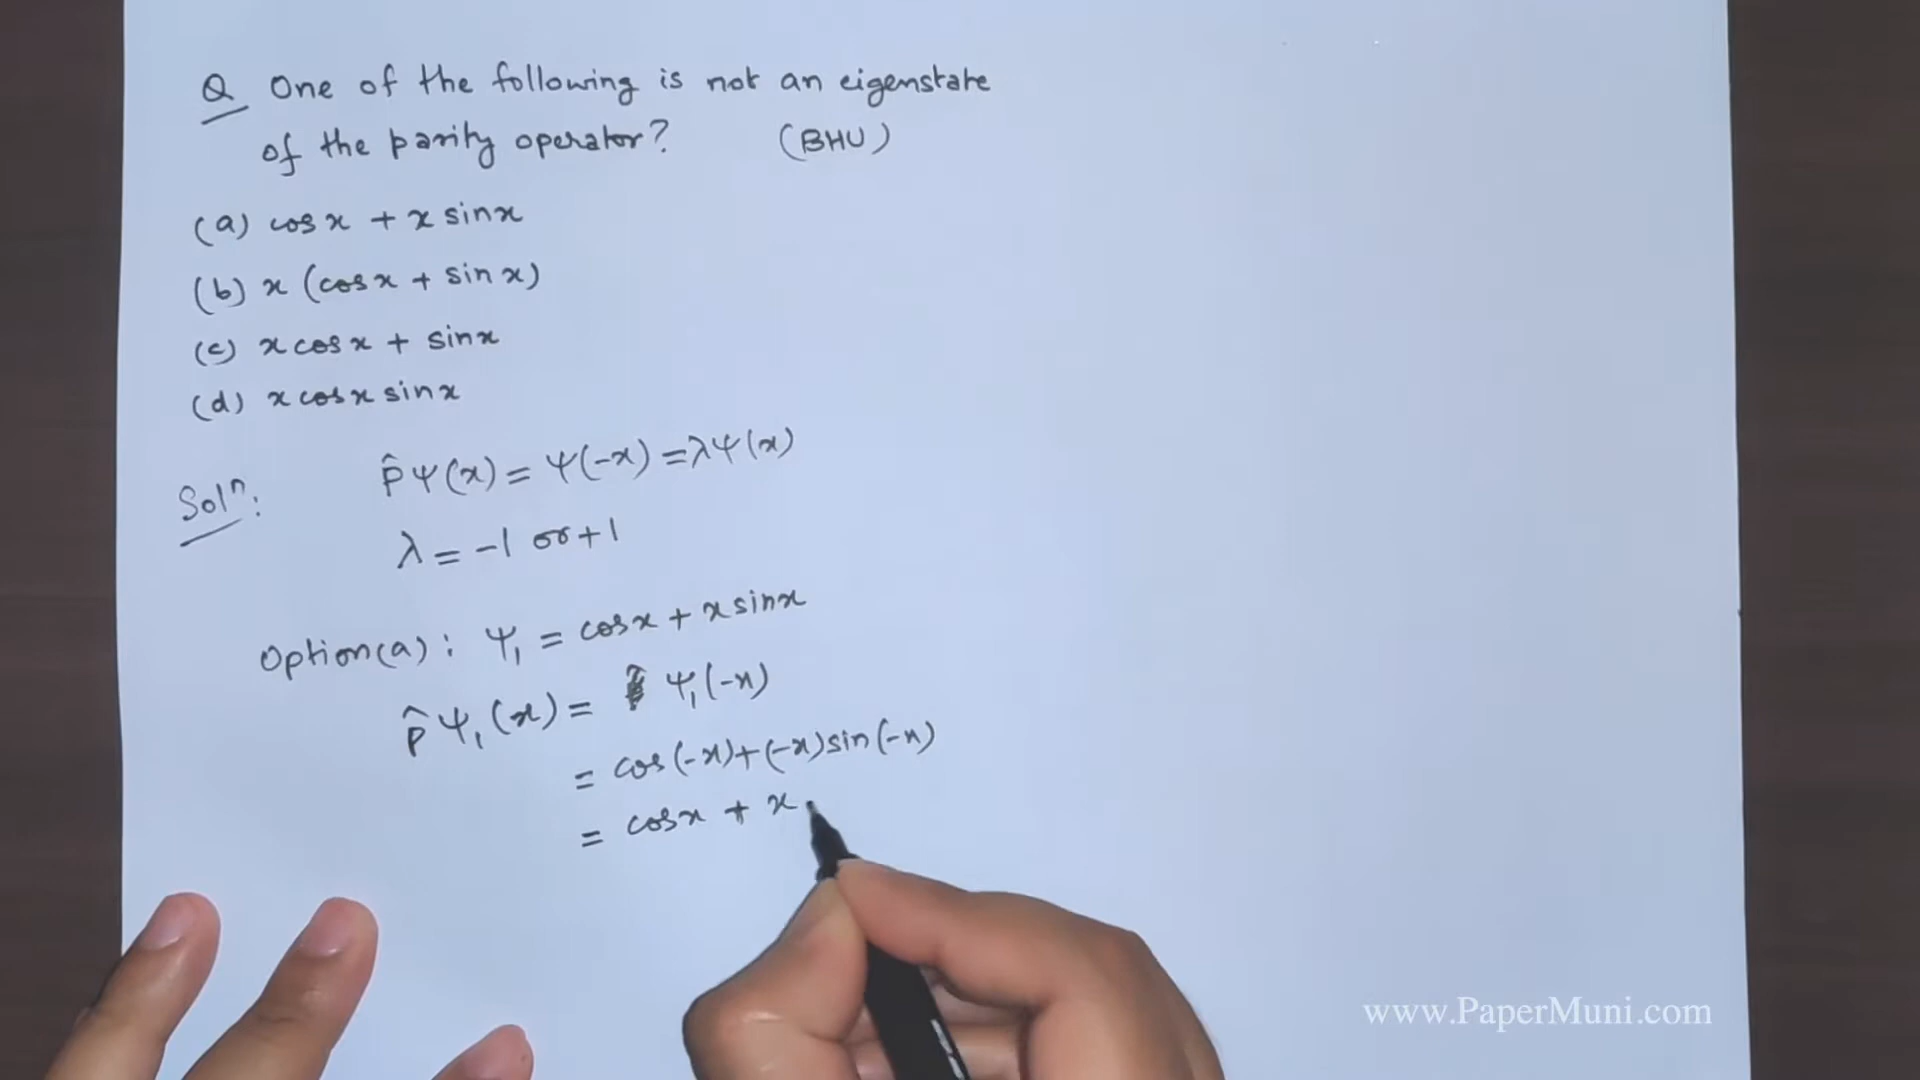 Q One of the following is not an eigenstate
of the parity operator? (BHU)
(a) cos x + x sin x
(b) x (cos x + sin x)
(c) x cos x + sin x
(d) x cos x sin x
Solⁿ: P̂ Ψ(x) = Ψ(-x) = λΨ(x)
λ = -1 or +1
Option(a) : Ψ₁ = cos x + x sin x
P̂ Ψ₁(x) = Ψ₁(-x)
= cos(-x)+(-x)sin(-x)
= cos x + x
www.PaperMuni.com